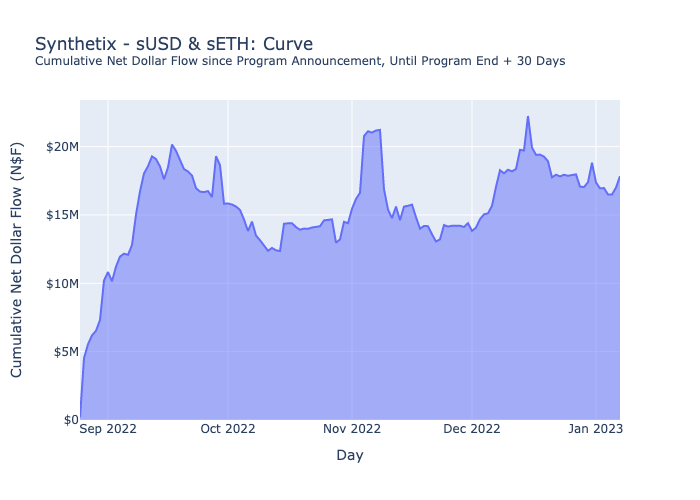 Synthetix - sUSD & sETH: Curve
Cumulative Net Dollar Flow since Program Announcement, Until Program End + 30 Days
Cumulative Net Dollar Flow (N$F)
$20M
$15M
$10M
$5M
$0
Sep 2022
Oct 2022
Nov 2022
Dec 2022
Jan 2023
Day